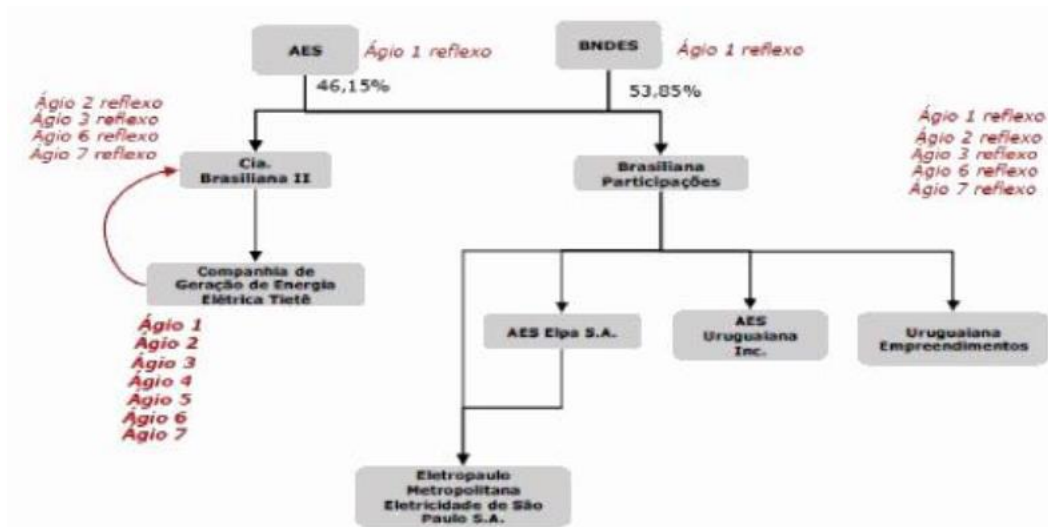 AES
Ágio 1 reflexo
BNDES
Ágio 1 reflexo
46,15%
53,85%
Ágio 2 reflexo
Ágio 3 reflexo
Ágio 6 reflexo
Ágio 7 reflexo
Ágio 1 reflexo
Ágio 2 reflexo
Ágio 3 reflexo
Ágio 6 reflexo
Ágio 7 reflexo
Cia.
Brasiliana II
Brasiliana
Participações
Companhia de
Geração de Energia
Elétrica Tietê
Ágio 1
Ágio 2
Ágio 3
Ágio 4
Ágio 5
Ágio 6
Ágio 7
AES Elpa S.A.
AES
Uruguaiana
Inc.
Uruguaiana
Empreendimentos
Eletropaulo
Metropolitana
Eletricidade de São
Paulo S.A.